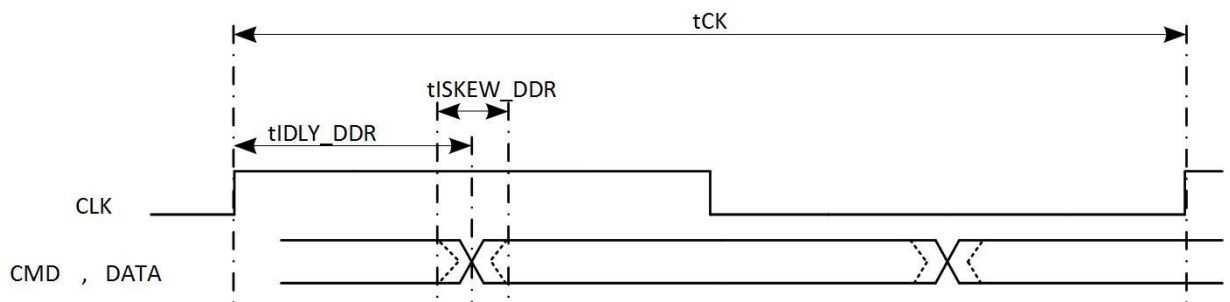 tCK
tISKEW_DDR
tIDLY_DDR
CLK
CMD , DATA